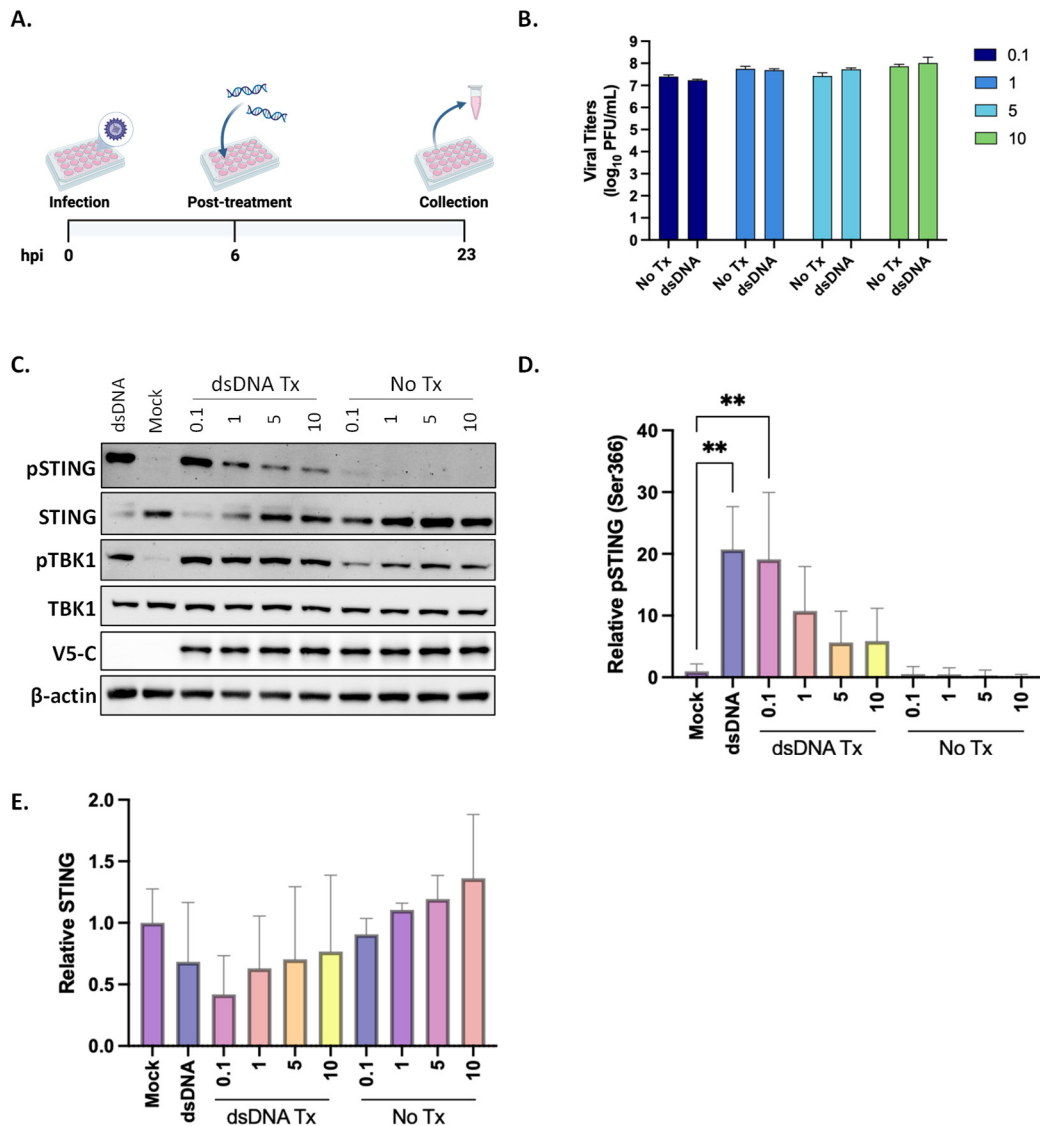 A.
Infection
Post-treatment
Collection
hpi 0 6 23
B.
Viral Titers
(log10 PFU/mL)
9
8
7
6
5
4
3
2
1
0
No Tx dsDNA No Tx dsDNA No Tx dsDNA No Tx dsDNA
0.1
1
5
10
C.
dsDNA Tx No Tx
dsDNA Mock 0.1 1 5 10 0.1 1 5 10
pSTING
STING
pTBK1
TBK1
V5-C
β-actin
D.
Relative pSTING (Ser366)
** 
**
40
30
20
10
0
Mock dsDNA 0.1 1 5 10 0.1 1 5 10
dsDNA Tx No Tx
E.
Relative STING
2.0
1.5
1.0
0.5
0.0
Mock dsDNA 0.1 1 5 10 0.1 1 5 10
dsDNA Tx No Tx